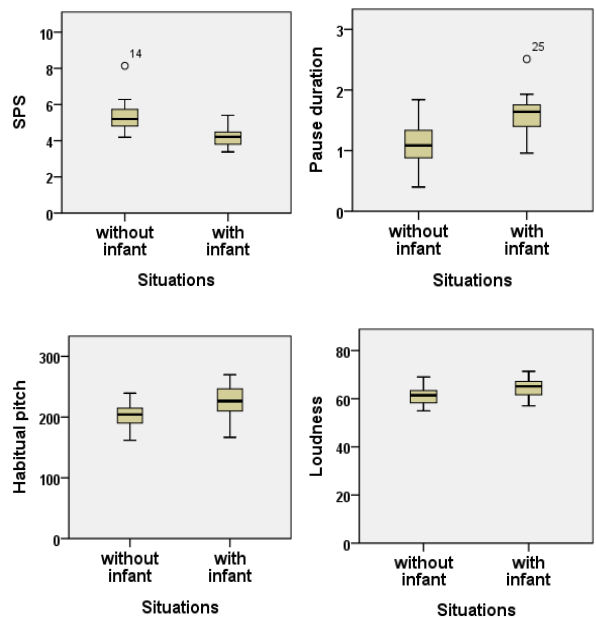 SPS
10
8
6
4
2
0
14
without infant
with infant
Situations
Pause duration
3
2
1
0
25
without infant
with infant
Situations
Habitual pitch
300
200
100
0
without infant
with infant
Situations
Loudness
80
60
40
20
0
without infant
with infant
Situations